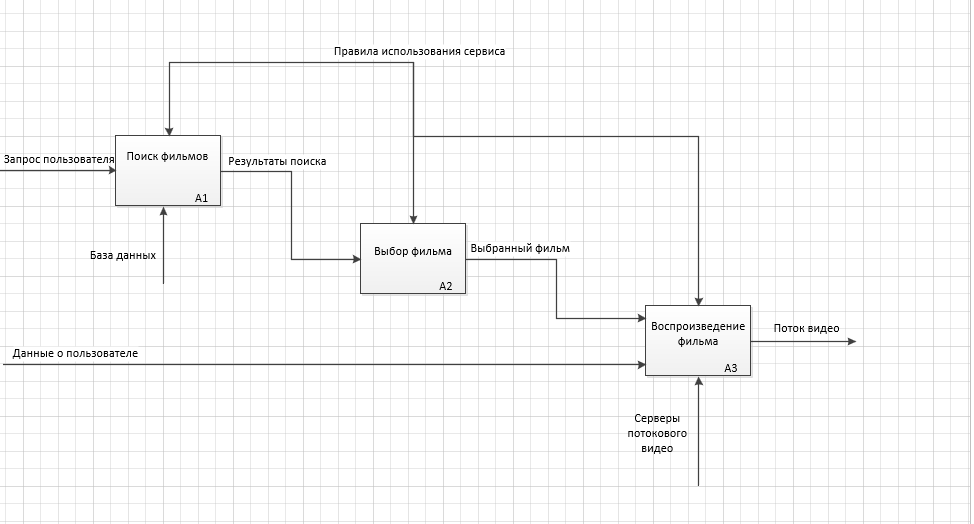 Правила использования сервиса
Запрос пользователя
Поиск фильмов
A1
Результаты поиска
База данных
Выбор фильма
A2
Выбранный фильм
Данные о пользователе
Воспроизведение
фильма
A3
Поток видео
Серверы
потокового
видео